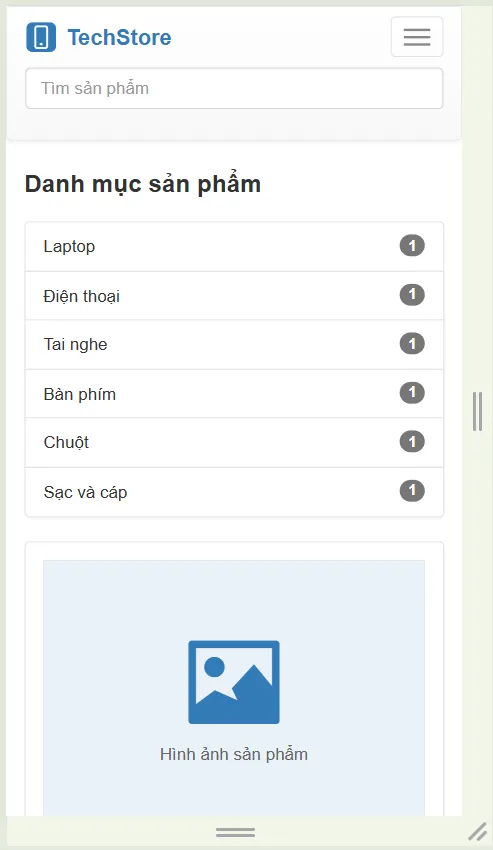 TechStore
Tìm sản phẩm
Danh mục sản phẩm
Laptop 1
Điện thoại 1
Tai nghe 1
Bàn phím 1
Chuột 1
Sạc và cáp 1
Hình ảnh sản phẩm